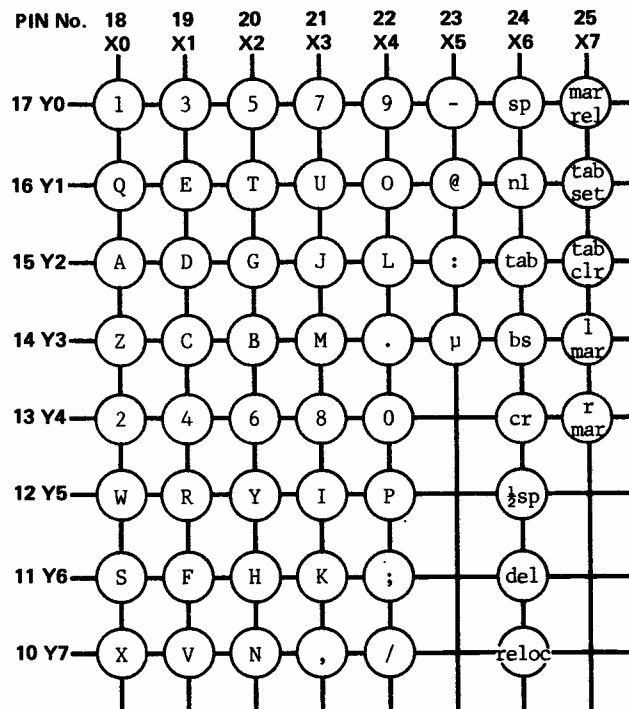 PIN No. 18 19 20 21 22 23 24 25
X0 X1 X2 X3 X4 X5 X6 X7
17 Y0 1 3 5 7 9 - sp mar rel
16 Y1 Q E T U O @ nl tab set
15 Y2 A D G J L : tab tab clr
14 Y3 Z C B M . µ bs l mar
13 Y4 2 4 6 8 0 cr r mar
12 Y5 W R Y I P ½sp
11 Y6 S F H K ; del
10 Y7 X V N , / reloc